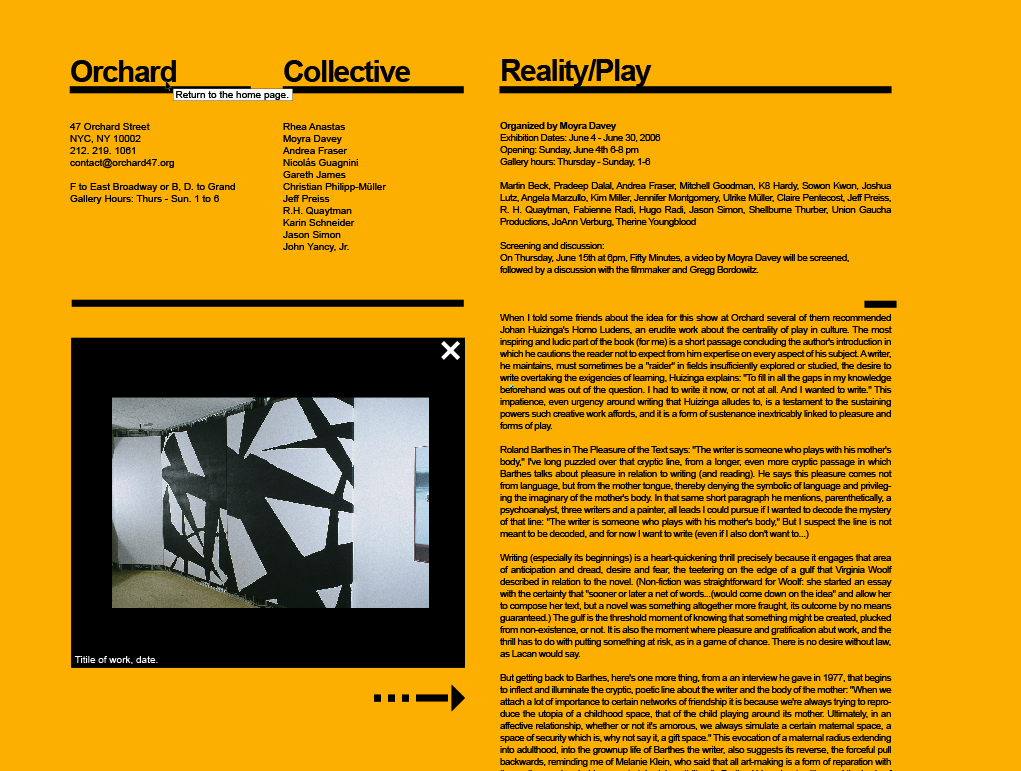 Orchard
Return to the home page.
47 Orchard Street
NYC, NY 10002
212. 219. 1061
contact@orchard47.org
F to East Broadway or B, D. to Grand
Gallery Hours: Thurs - Sun. 1 to 6
Collective
Rhea Anastas
Moyra Davey
Andrea Fraser
Nicolás Guagnini
Gareth James
Christian Philipp-Müller
Jeff Preiss
R.H. Quaytman
Karin Schneider
Jason Simon
John Yancy, Jr.
Titile of work, date.
Reality/Play
Organized by Moyra Davey
Exhibition Dates: June 4 - June 30, 2006
Opening: Sunday, June 4th 6-8 pm
Gallery hours: Thursday - Sunday, 1-6
Martin Beck, Pradeep Dalal, Andrea Fraser, Mitchell Goodman, K8 Hardy, Sowon Kwon, Joshua
Lutz, Angela Marzullo, Kim Miller, Jennifer Montgomery, Ulrike Müller, Claire Pentecost, Jeff Preiss,
R. H. Quaytman, Fabienne Radi, Hugo Radi, Jason Simon, Shellburne Thurber, Union Gaucha
Productions, JoAnn Verburg, Therine Youngblood
Screening and discussion:
On Thursday, June 15th at 6pm, Fifty Minutes, a video by Moyra Davey will be screened,
followed by a discussion with the filmmaker and Gregg Bordowitz.
When I told some friends about the idea for this show at Orchard several of them recommended
Johan Huizinga's Homo Ludens, an erudite work about the centrality of play in culture. The most
inspiring and ludic part of the book (for me) is a short passage concluding the author's introduction in
which he cautions the reader not to expect from him expertise on every aspect of his subject. A writer,
he maintains, must sometimes be a "raider" in fields insufficiently explored or studied, the desire to
write overtaking the exigencies of learning, Huizinga explains: "To fill in all the gaps in my knowledge
beforehand was out of the question. I had to write it now, or not at all. And I wanted to write." This
impatience, even urgency around writing that Huizinga alludes to, is a testament to the sustaining
powers such creative work affords, and it is a form of sustenance inextricably linked to pleasure and
forms of play.
Roland Barthes in The Pleasure of the Text says: "The writer is someone who plays with his mother's
body," I've long puzzled over that cryptic line, from a longer, even more cryptic passage in which
Barthes talks about pleasure in relation to writing (and reading). He says this pleasure comes not
from language, but from the mother tongue, thereby denying the symbolic of language and privileg-
ing the imaginary of the mother's body. In that same short paragraph he mentions, parenthetically, a
psychoanalyst, three writers and a painter, all leads I could pursue if I wanted to decode the mystery
of that line: "The writer is someone who plays with his mother's body," But I suspect the line is not
meant to be decoded, and for now I want to write (even if I also don't want to...)
Writing (especially its beginnings) is a heart-quickening thrill precisely because it engages that area
of anticipation and dread, desire and fear, the teetering on the edge of a gulf that Virginia Woolf
described in relation to the novel. (Non-fiction was straightforward for Woolf: she started an essay
with the certainty that "sooner or later a net of words...(would come down on the idea" and allow her
to compose her text, but a novel was something altogether more fraught, its outcome by no means
guaranteed.) The gulf is the threshold moment of knowing that something might be created, plucked
from non-existence, or not. It is also the moment where pleasure and gratification abut work, and the
thrill has to do with putting something at risk, as in a game of chance. There is no desire without law,
as Lacan would say.
But getting back to Barthes, here's one more thing, from a an interview he gave in 1977, that begins
to inflect and illuminate the cryptic, poetic line about the writer and the body of the mother: "When we
attach a lot of importance to certain networks of friendship it is because we're always trying to repro-
duce the utopia of a childhood space, that of the child playing around its mother. Ultimately, in an
affective relationship, whether or not it's amorous, we always simulate a certain maternal space, a
space of security which is, why not say it, a gift space." This evocation of a maternal radius extending
into adulthood, into the grownup life of Barthes the writer, also suggests its reverse, the forceful pull
backwards, reminding me of Melanie Klein, who said that all art-making is a form of reparation with